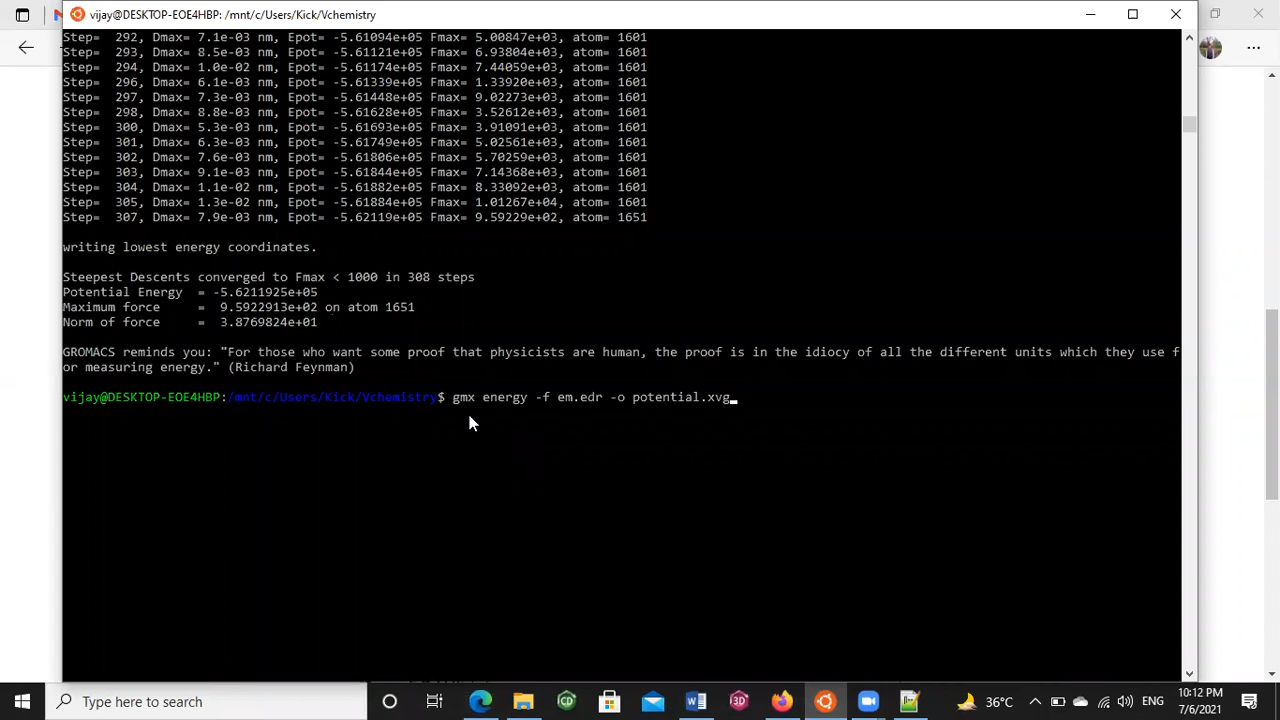 vijay@DESKTOP-EOE4HBP: /mnt/c/Users/Kick/Vchemistry
Step=  292, Dmax= 7.1e-03 nm, Epot= -5.61094e+05 Fmax= 5.00847e+03, atom= 1601
Step=  293, Dmax= 8.5e-03 nm, Epot= -5.61121e+05 Fmax= 6.93804e+03, atom= 1601
Step=  294, Dmax= 1.0e-02 nm, Epot= -5.61174e+05 Fmax= 7.44059e+03, atom= 1601
Step=  296, Dmax= 6.1e-03 nm, Epot= -5.61339e+05 Fmax= 1.33920e+03, atom= 1601
Step=  297, Dmax= 7.3e-03 nm, Epot= -5.61448e+05 Fmax= 9.02273e+03, atom= 1601
Step=  298, Dmax= 8.8e-03 nm, Epot= -5.61628e+05 Fmax= 3.52612e+03, atom= 1601
Step=  300, Dmax= 5.3e-03 nm, Epot= -5.61693e+05 Fmax= 3.91091e+03, atom= 1601
Step=  301, Dmax= 6.3e-03 nm, Epot= -5.61749e+05 Fmax= 5.02561e+03, atom= 1601
Step=  302, Dmax= 7.6e-03 nm, Epot= -5.61806e+05 Fmax= 5.70259e+03, atom= 1601
Step=  303, Dmax= 9.1e-03 nm, Epot= -5.61844e+05 Fmax= 7.14368e+03, atom= 1601
Step=  304, Dmax= 1.1e-02 nm, Epot= -5.61882e+05 Fmax= 8.33092e+03, atom= 1601
Step=  305, Dmax= 1.3e-02 nm, Epot= -5.61884e+05 Fmax= 1.01267e+04, atom= 1601
Step=  307, Dmax= 7.9e-03 nm, Epot= -5.62119e+05 Fmax= 9.59229e+02, atom= 1651
writing lowest energy coordinates.
Steepest Descents converged to Fmax < 1000 in 308 steps
Potential Energy  = -5.6211925e+05
Maximum force     =  9.5922913e+02 on atom 1651
Norm of force     =  3.8769824e+01
GROMACS reminds you: "For those who want some proof that physicists are human, the proof is in the idiocy of all the different units which they use f
or measuring energy." (Richard Feynman)
vijay@DESKTOP-EOE4HBP:/mnt/c/Users/Kick/Vchemistry$ gmx energy -f em.edr -o potential.xvg
Type here to search
36°C
ENG
10:12 PM
7/6/2021